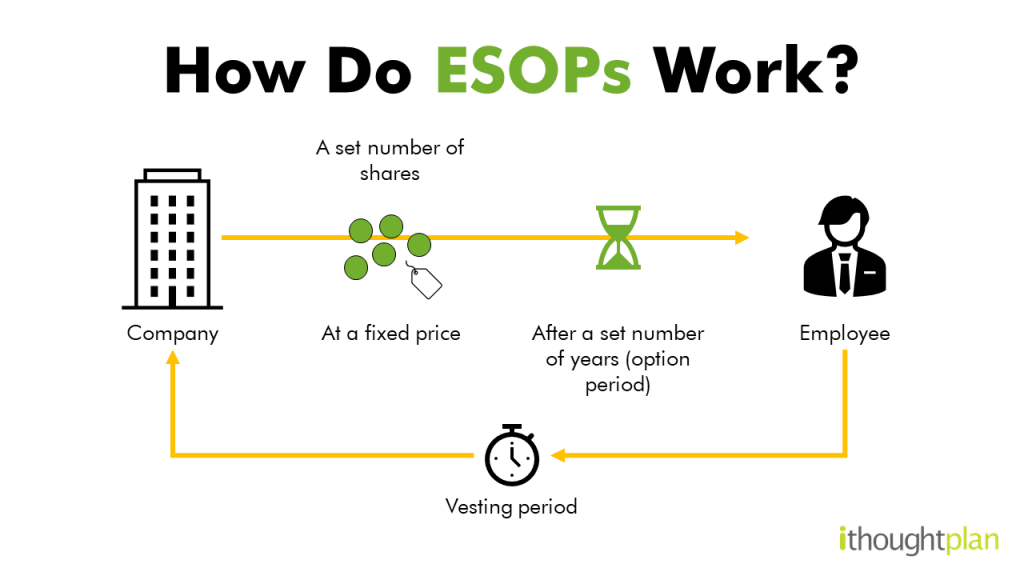 How Do ESOPs Work?
A set number of
shares
Company
At a fixed price
After a set number
of years (option
period)
Employee
Vesting period
ithoughtplan